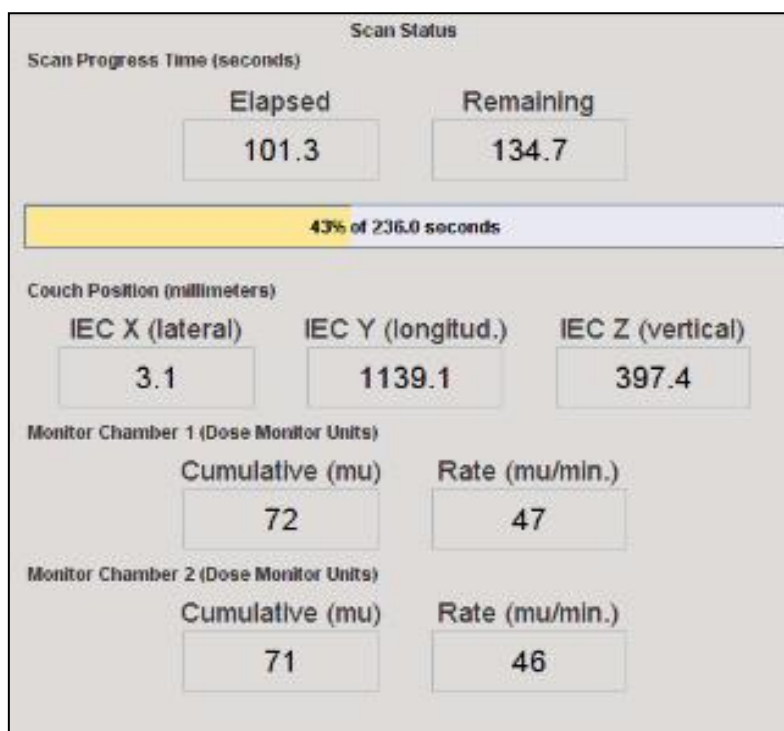 Scan Status
Scan Progress Time (seconds)
Elapsed Remaining
101.3 134.7
43% of 236.0 seconds
Couch Position (millimeters)
IEC X (lateral) IEC Y (longitud.) IEC Z (vertical)
3.1 1139.1 397.4
Monitor Chamber 1 (Dose Monitor Units)
Cumulative (mu) Rate (mu/min.)
72 47
Monitor Chamber 2 (Dose Monitor Units)
Cumulative (mu) Rate (mu/min.)
71 46